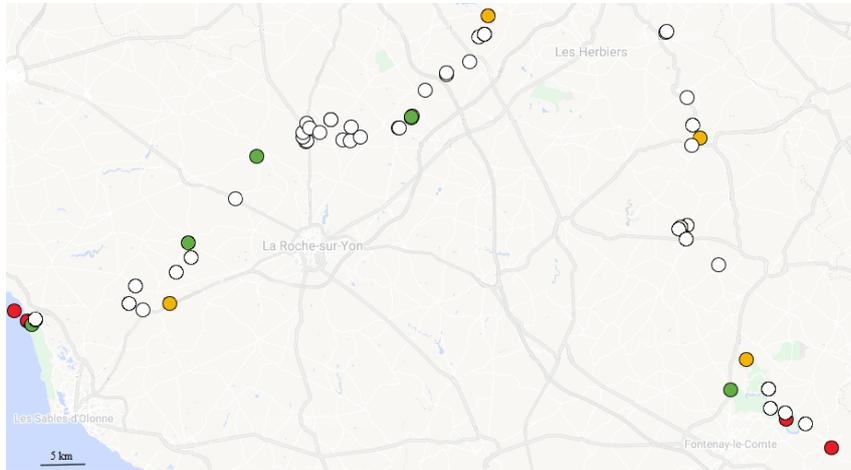 Les Herbiers
La Roche-sur-Yon
Les Sables-d'Olonne
Fontenay-le-Comte
5 km